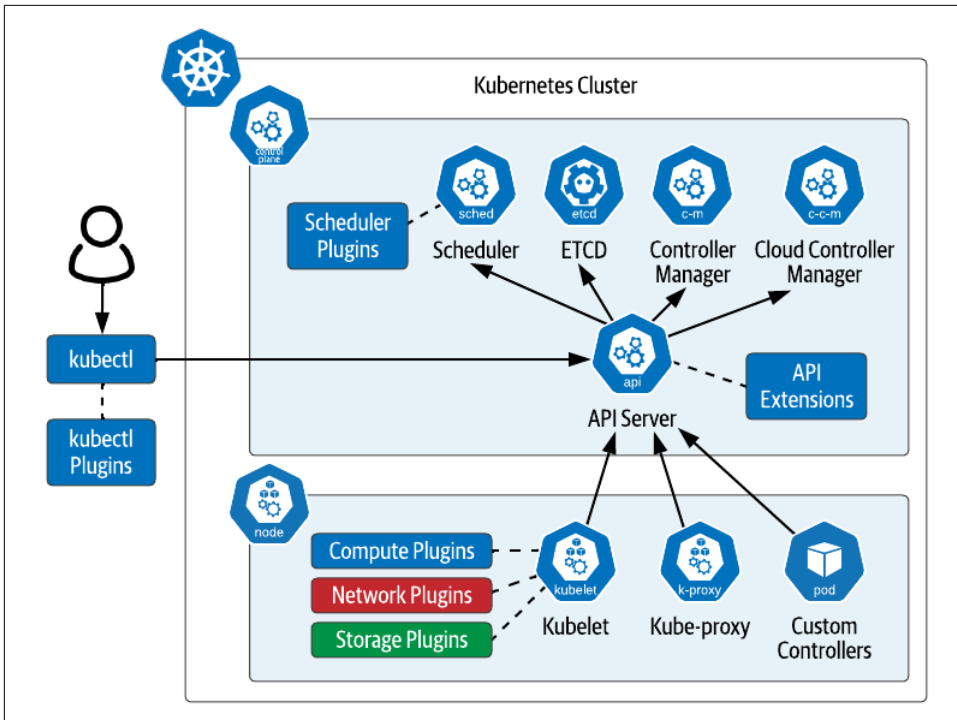 Kubernetes Cluster
control
plane
sched
etcd
c-m
c-c-m
Scheduler
Plugins
Scheduler
ETCD
Controller
Manager
Cloud Controller
Manager
kubectl
api
API
Extensions
API Server
kubectl
Plugins
node
Compute Plugins
Network Plugins
Storage Plugins
kubelet
k-proxy
pod
Kubelet
Kube-proxy
Custom
Controllers